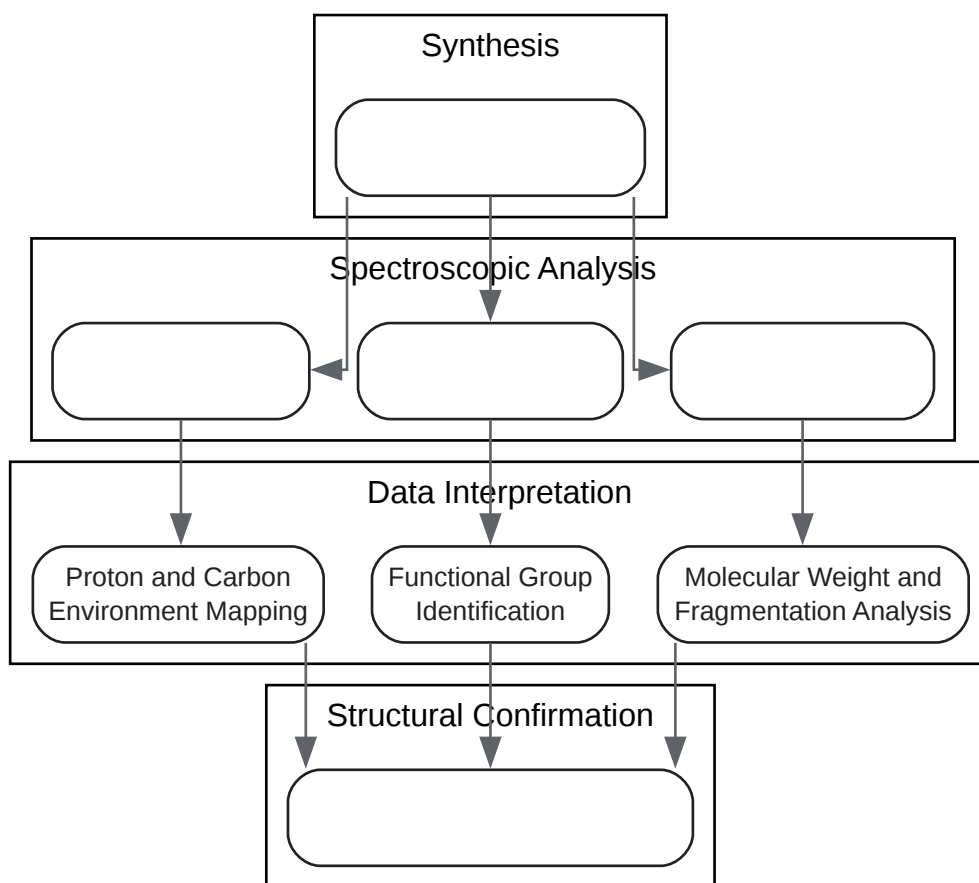 Synthesis
Spectroscopic Analysis
Data Interpretation
Proton and Carbon
Environment Mapping
Functional Group
Identification
Molecular Weight and
Fragmentation Analysis
Structural Confirmation